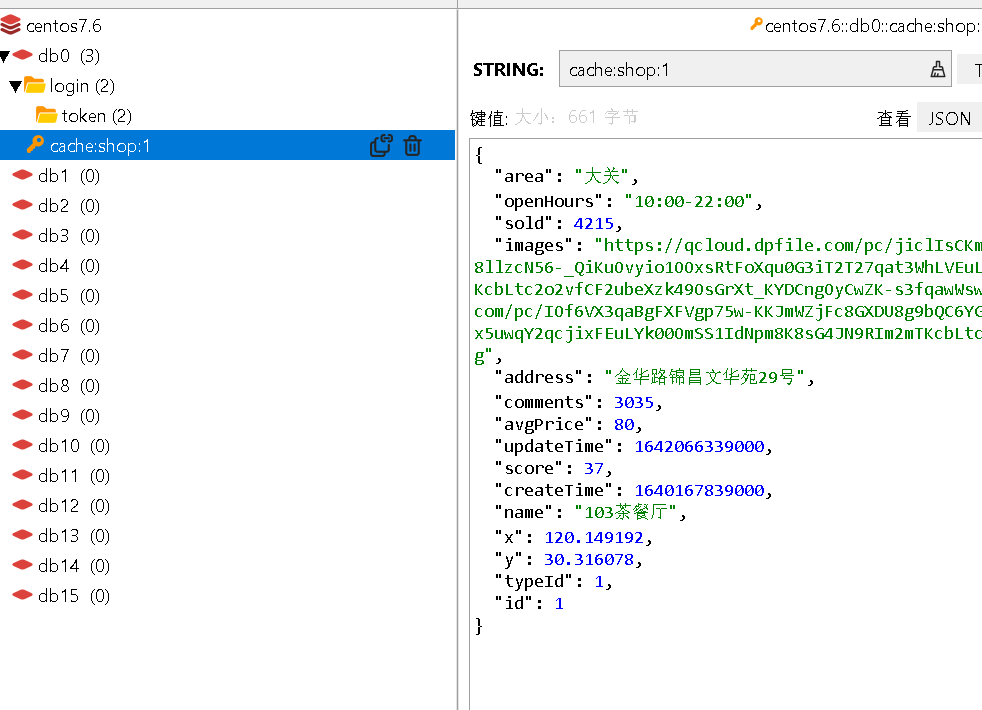 centos7.6
db0 (3)
login (2)
token (2)
cache:shop:1
db1 (0)
db2 (0)
db3 (0)
db4 (0)
db5 (0)
db6 (0)
db7 (0)
db8 (0)
db9 (0)
db10 (0)
db11 (0)
db12 (0)
db13 (0)
db14 (0)
db15 (0)
centos7.6::db0::cache:shop:
STRING: cache:shop:1 T
键值: 大小: 661 字节 查看 JSON
{
"area": "大关",
"openHours": "10:00-22:00",
"sold": 4215,
"images": "https://qcloud.dpfile.com/pc/jiclIsCKm
8llzcN56-_QiKuOvyio1OOxsRtFoXqu0G3iT2T27qat3WhLVEuL
KcbLtc2o2vfCF2ubeXzk49OsGrXt_KYDCngOyCwZK-s3fqawWsw
com/pc/IOf6VX3qaBgFXFVgp75w-KKJmWZjFc8GXDU8g9bQC6YG
x5uwqY2qcjixFEuLYk00OmSS1IdNpm8K8sG4JN9RIm2mTKcbLtc
g",
"address": "金华路锦昌文华苑29号",
"comments": 3035,
"avgPrice": 80,
"updateTime": 1642066339000,
"score": 37,
"createTime": 1640167839000,
"name": "103茶餐厅",
"x": 120.149192,
"y": 30.316078,
"typeId": 1,
"id": 1
}